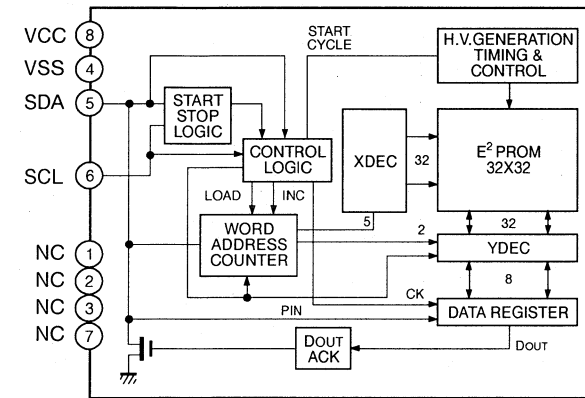 VCC 8
VSS 4
SDA 5
SCL 6
NC 1
NC 2
NC 3
NC 7
START
CYCLE
H.V.GENERATION
TIMING &
CONTROL
START
STOP
LOGIC
CONTROL
LOGIC
XDEC
32
E² PROM
32X32
LOAD
INC
5
WORD
ADDRESS
COUNTER
2
32
YDEC
8
CK
PIN
DATA REGISTER
DOUT
ACK
DOUT